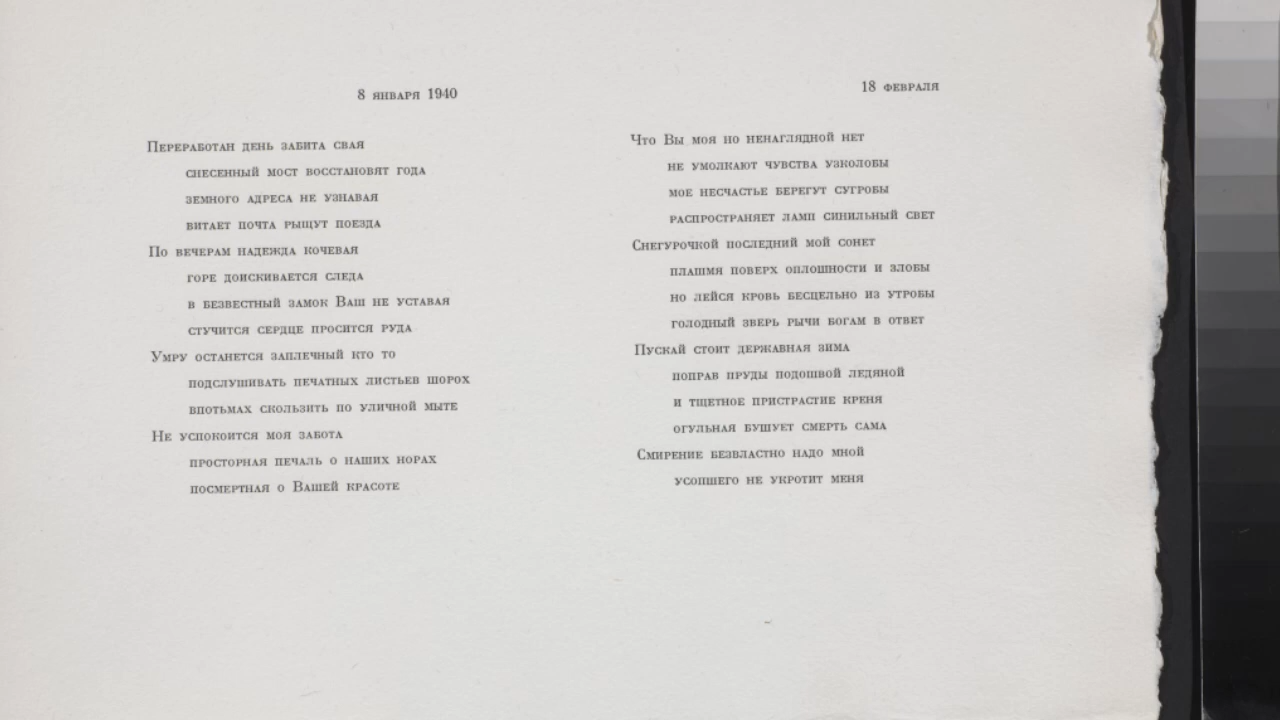 8 января 1940
Переработан день забита свая
снесенный мост восстановят года
земного адреса не узнавая
витает почта рыщут поезда
По вечерам надежда кочевая
горе доискивается следа
в безвестный замок Ваш не уставая
стучится сердце просится руда
Умру останется заплечный кто то
подслушивать печатных листьев шорох
впотьмах скользить по уличной мыте
Не успокоится моя забота
просторная печаль о наших норах
посмертная о Вашей красоте
18 февраля
Что Вы моя но ненаглядной нет
не умолкают чувства узколобы
мое несчастье берегут сугробы
распространяет ламп синильный свет
Снегурочкой последний мой сонет
плашмя поверх оплошности и злобы
но лейся кровь бесцельно из утробы
голодный зверь рычи богам в ответ
Пускай стоит державная зима
поправ пруды подошвой ледяной
и тщетное пристрастие креня
огульная бушует смерть сама
Смирение безвластно надо мной
усопшего не укротит меня